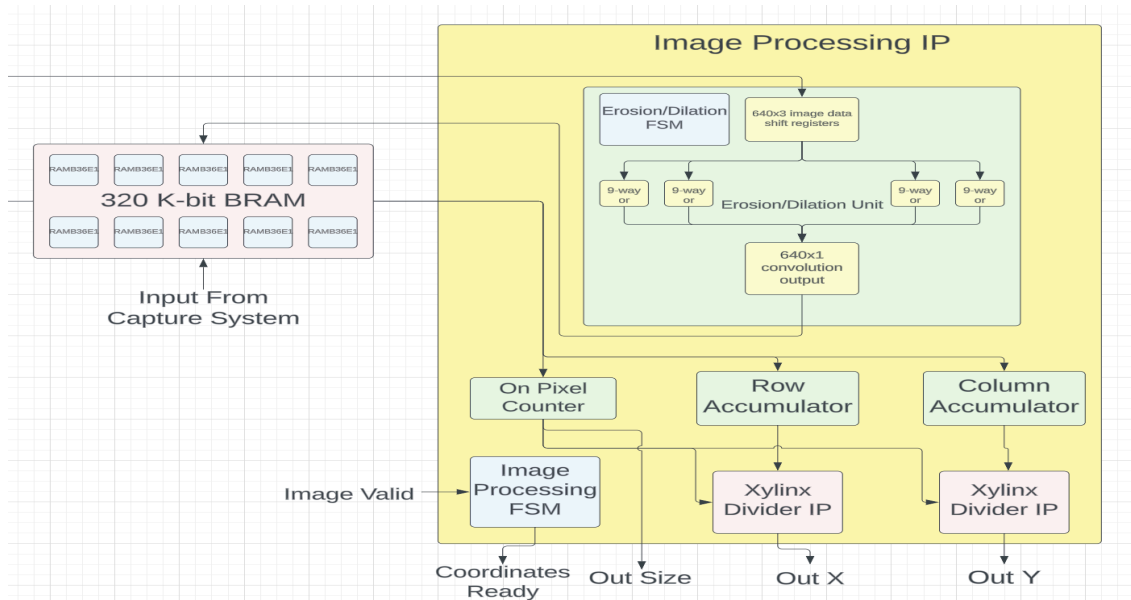 Image Processing IP
Erosion/Dilation
FSM
640x3 image data
shift registers
RAMB36E1
RAMB36E1
RAMB36E1
RAMB36E1
RAMB36E1
320 K-bit BRAM
RAMB36E1
RAMB36E1
RAMB36E1
RAMB36E1
RAMB36E1
9-way
or
9-way
or
Erosion/Dilation Unit
9-way
or
9-way
or
640x1
convolution
output
Input From
Capture System
On Pixel
Counter
Row
Accumulator
Column
Accumulator
Image Valid
Image
Processing
FSM
Xylinx
Divider IP
Xylinx
Divider IP
Coordinates
Ready
Out Size
Out X
Out Y